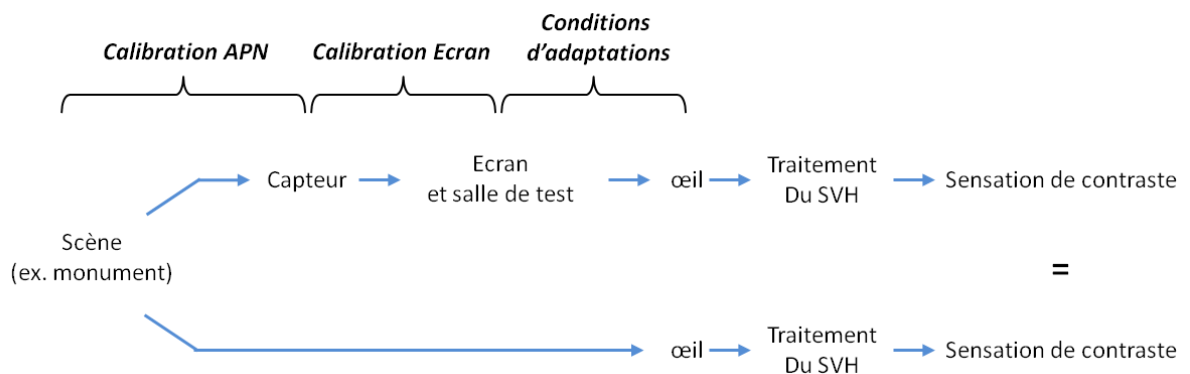 Calibration APN
Calibration Ecran
Conditions
d'adaptations
Capteur
Ecran
et salle de test
œil
Traitement
Du SVH
Sensation de contraste
Scène
(ex. monument)
=
œil
Traitement
Du SVH
Sensation de contraste